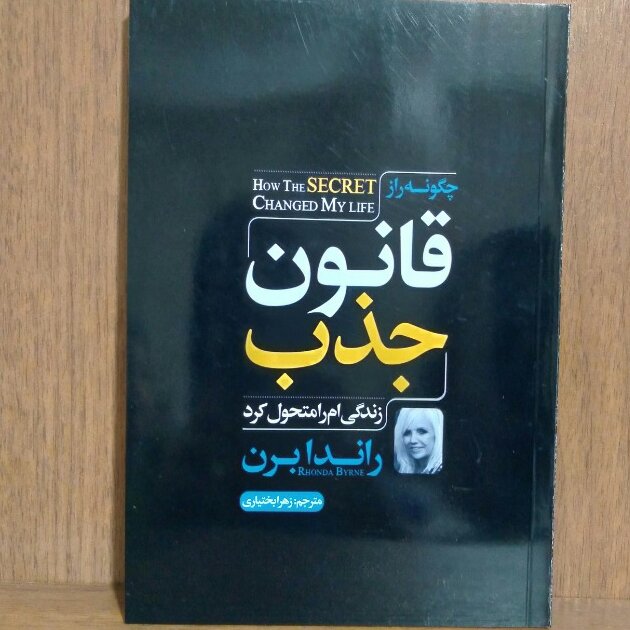 چگونه راز
HOW THE SECRET
CHANGED MY LIFE
قانون
جذب
زندگی ام را متحول کرد
راندا برن
RHONDA BYRNE
مترجم: زهرا بختیاری